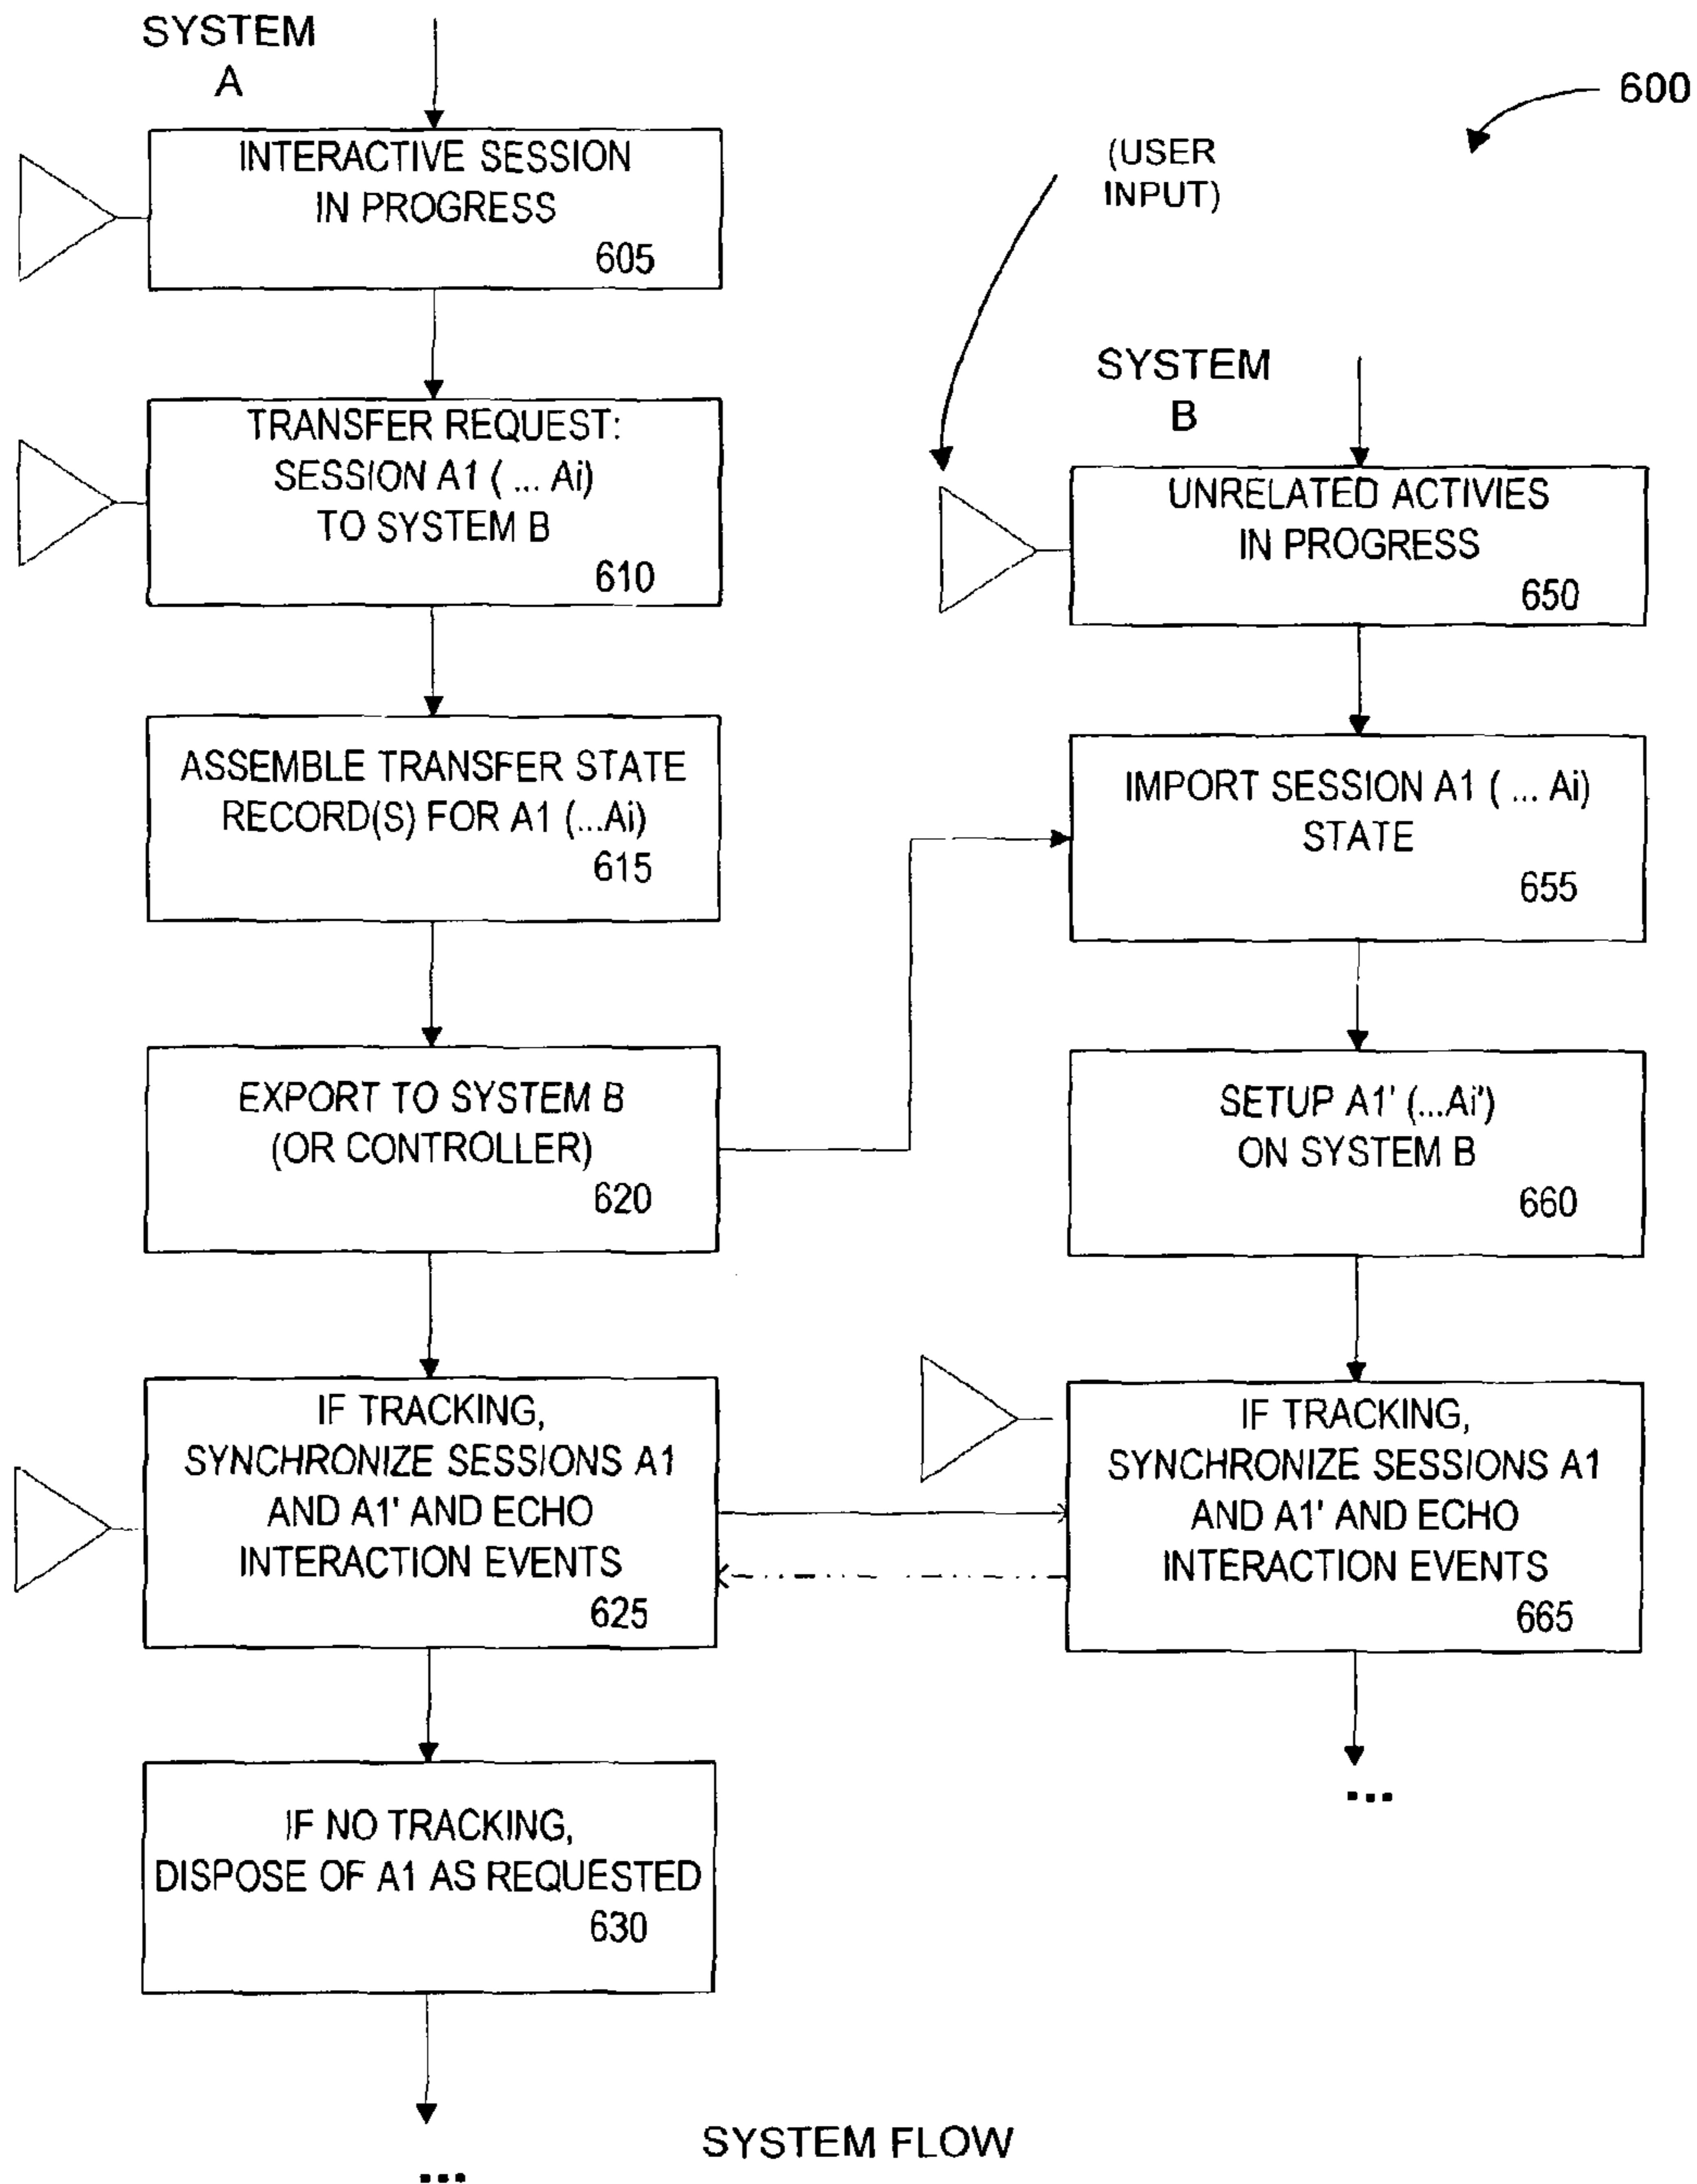 SYSTEM
A
600
(USER
INPUT)
INTERACTIVE SESSION
IN PROGRESS
605
TRANSFER REQUEST:
SESSION A1 ( ... Ai)
TO SYSTEM B
610
ASSEMBLE TRANSFER STATE
RECORD(S) FOR A1 (...Ai)
615
EXPORT TO SYSTEM B
(OR CONTROLLER)
620
IF TRACKING,
SYNCHRONIZE SESSIONS A1
AND A1' AND ECHO
INTERACTION EVENTS
625
IF NO TRACKING,
DISPOSE OF A1 AS REQUESTED
630
...
SYSTEM
B
UNRELATED ACTIVIES
IN PROGRESS
650
IMPORT SESSION A1 ( ... Ai)
STATE
655
SETUP A1' (...Ai')
ON SYSTEM B
660
IF TRACKING,
SYNCHRONIZE SESSIONS A1
AND A1' AND ECHO
INTERACTION EVENTS
665
...
SYSTEM FLOW